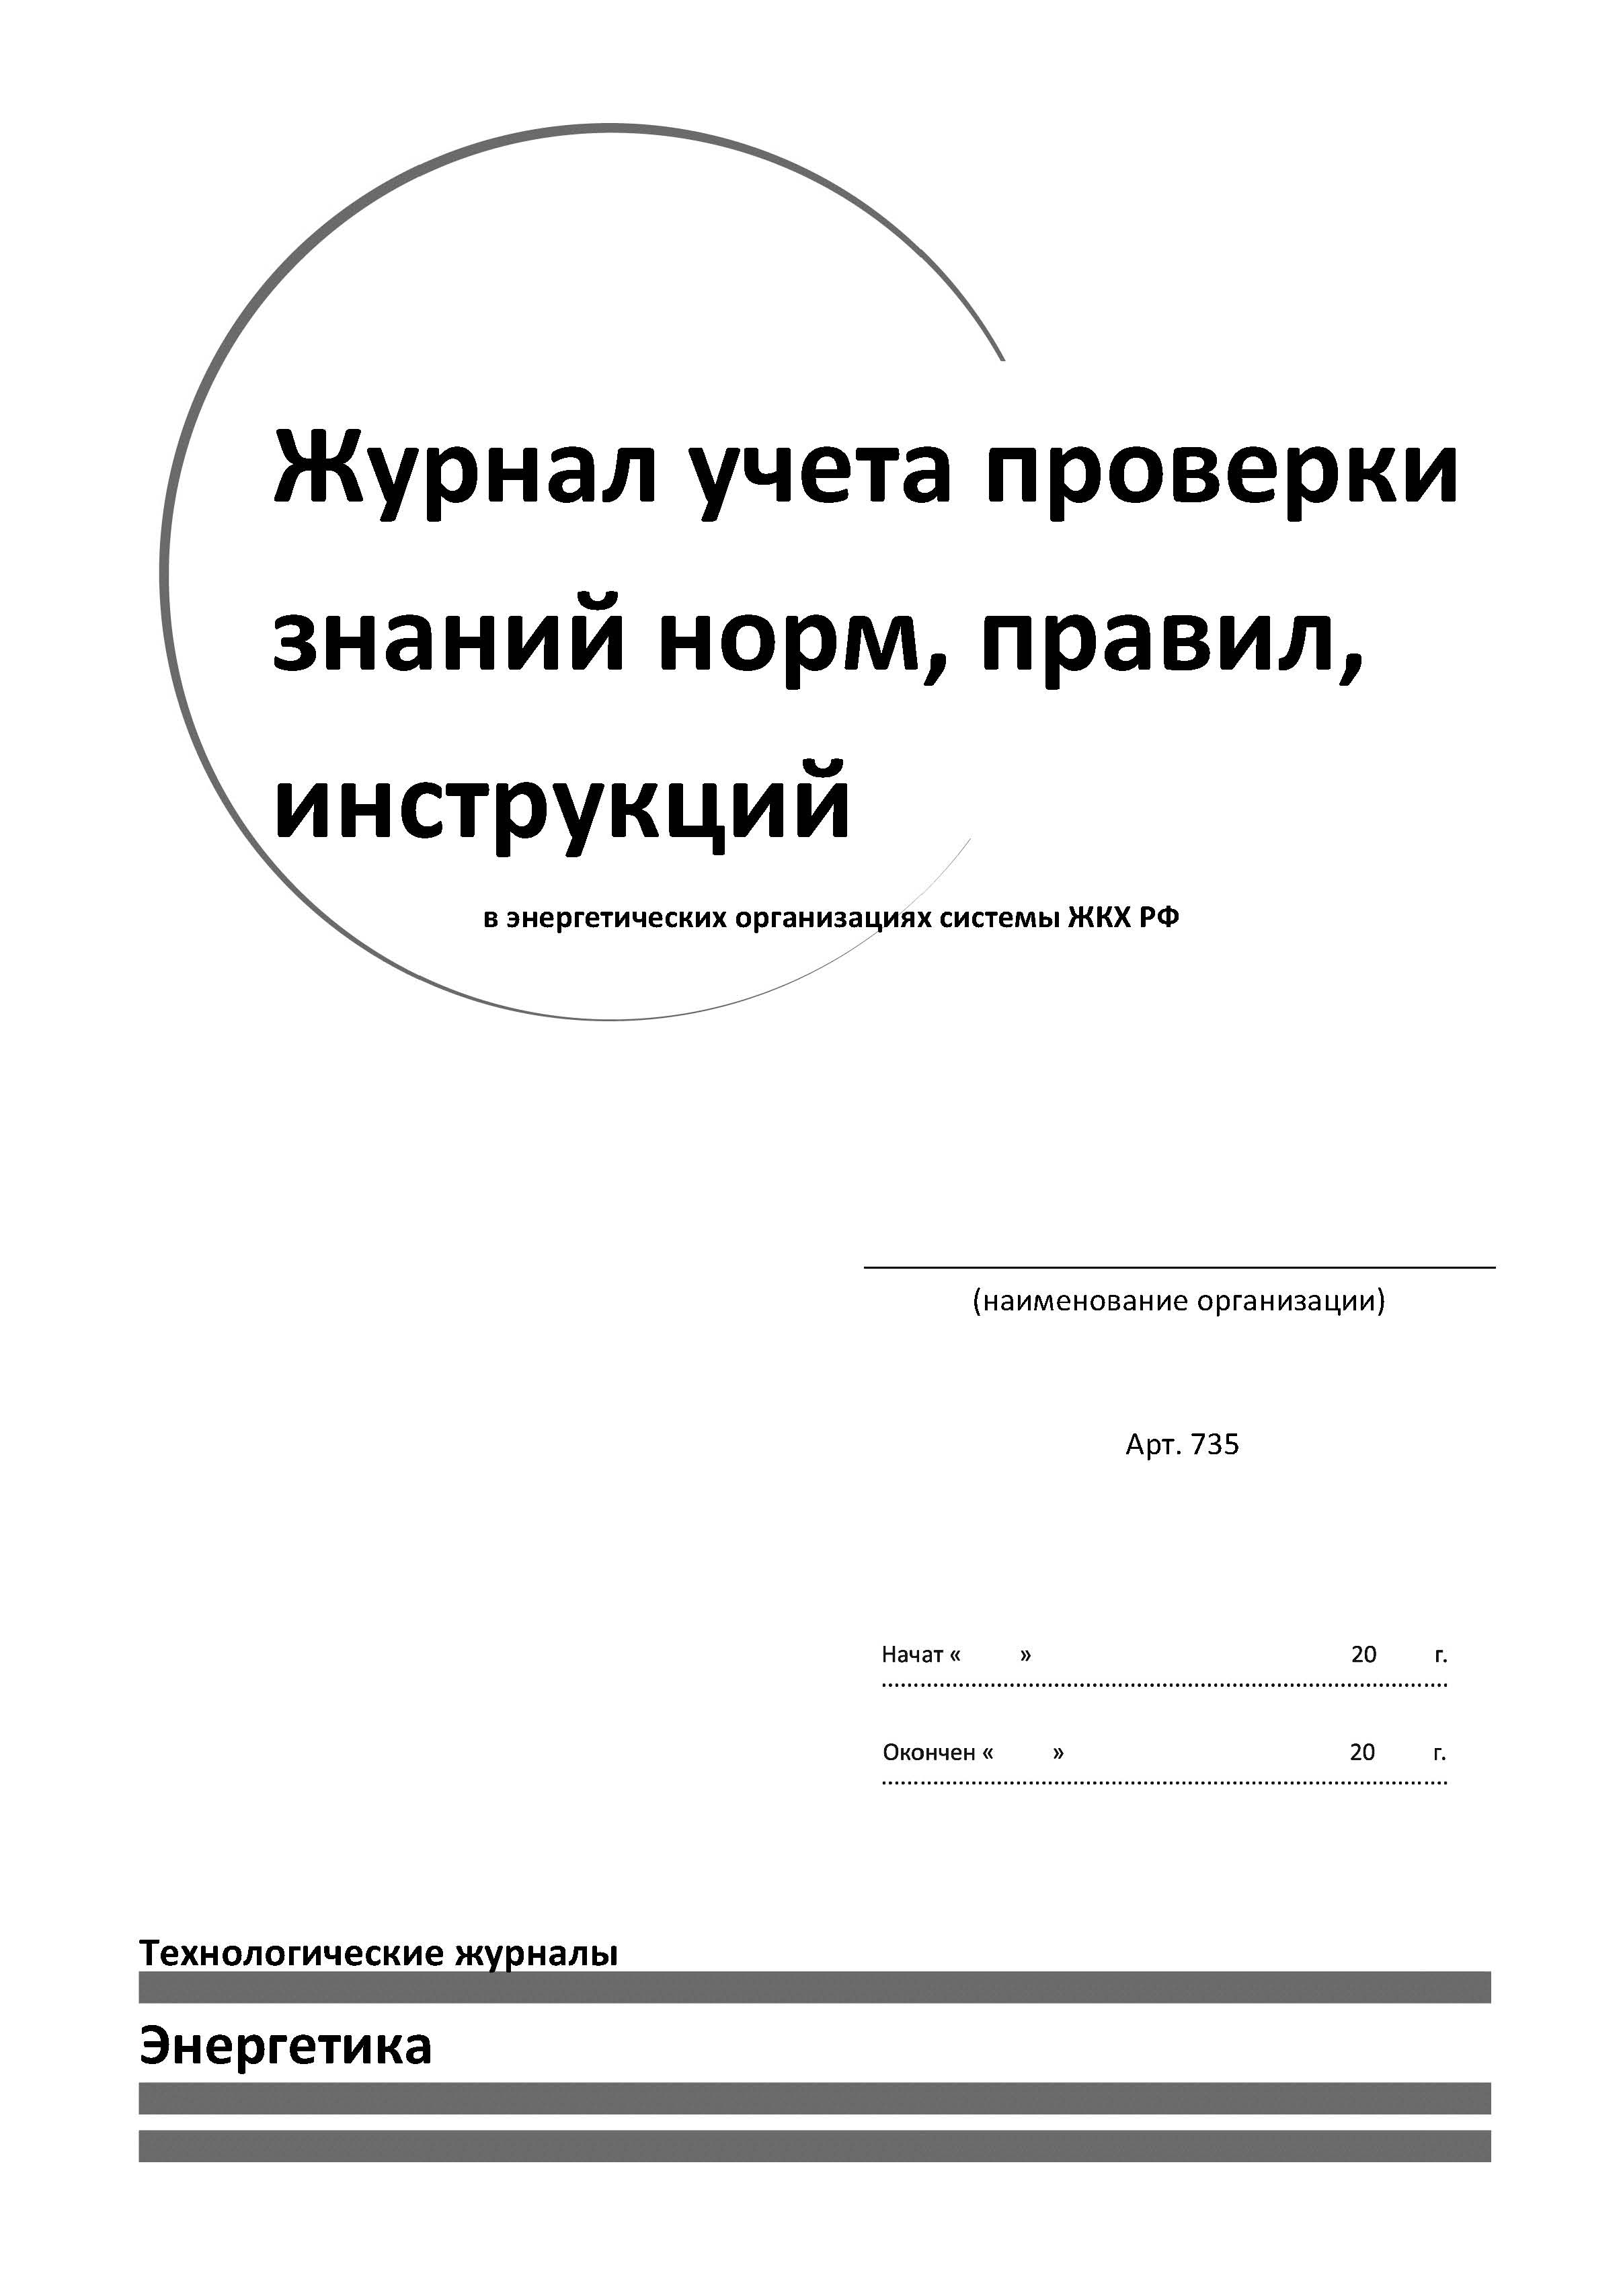 Журнал учета проверки
знаний норм, правил,
инструкций
в энергетических организациях системы ЖКХ РФ
(наименование организации)
Арт. 735
Начат « » 20 г.
Окончен « » 20 г.
Технологические журналы
Энергетика